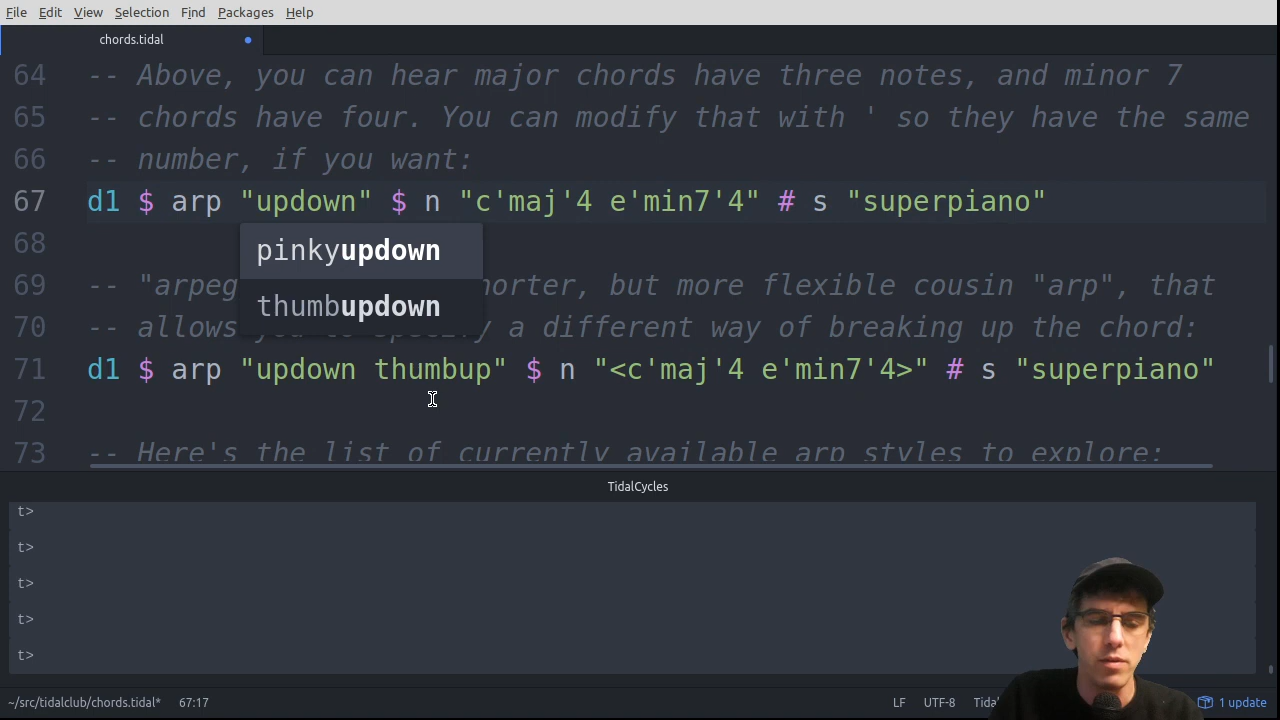 File Edit View Selection Find Packages Help
chords.tidal
64 -- Above, you can hear major chords have three notes, and minor 7
65 -- chords have four. You can modify that with ' so they have the same
66 -- number, if you want:
67 d1 $ arp "updown" $ n "c'maj'4 e'min7'4" # s "superpiano"
68 pinkyupdown
69 -- "arpeg orter, but more flexible cousin "arp", that
thumbupdown
70 -- allows you to specify a different way of breaking up the chord:
71 d1 $ arp "updown thumbup" $ n "<c'maj'4 e'min7'4>" # s "superpiano"
72
73 -- Here's the list of currently available arp styles to explore:
TidalCycles
t>
t>
t>
t>
t>
~/src/tidalclub/chords.tidal* 67:17 LF UTF-8 Tidal 1 update